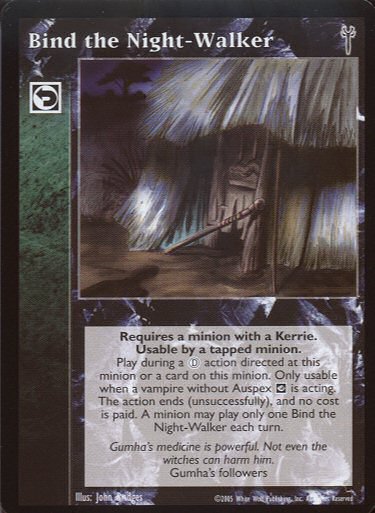 Bind the Night-Walker
Requires a minion with a Kerrie.
Usable by a tapped minion.
Play during a Ⓓ action directed at this
minion or a card on this minion. Only usable
when a vampire without Auspex is acting.
The action ends (unsuccessfully), and no cost
is paid. A minion may play only one Bind the
Night-Walker each turn.
Gumha's medicine is powerful. Not even the
witches can harm him.
Gumha's followers
Illus: John Bridges
©2005 White Wolf Publishing, Inc. All Rights Reserved